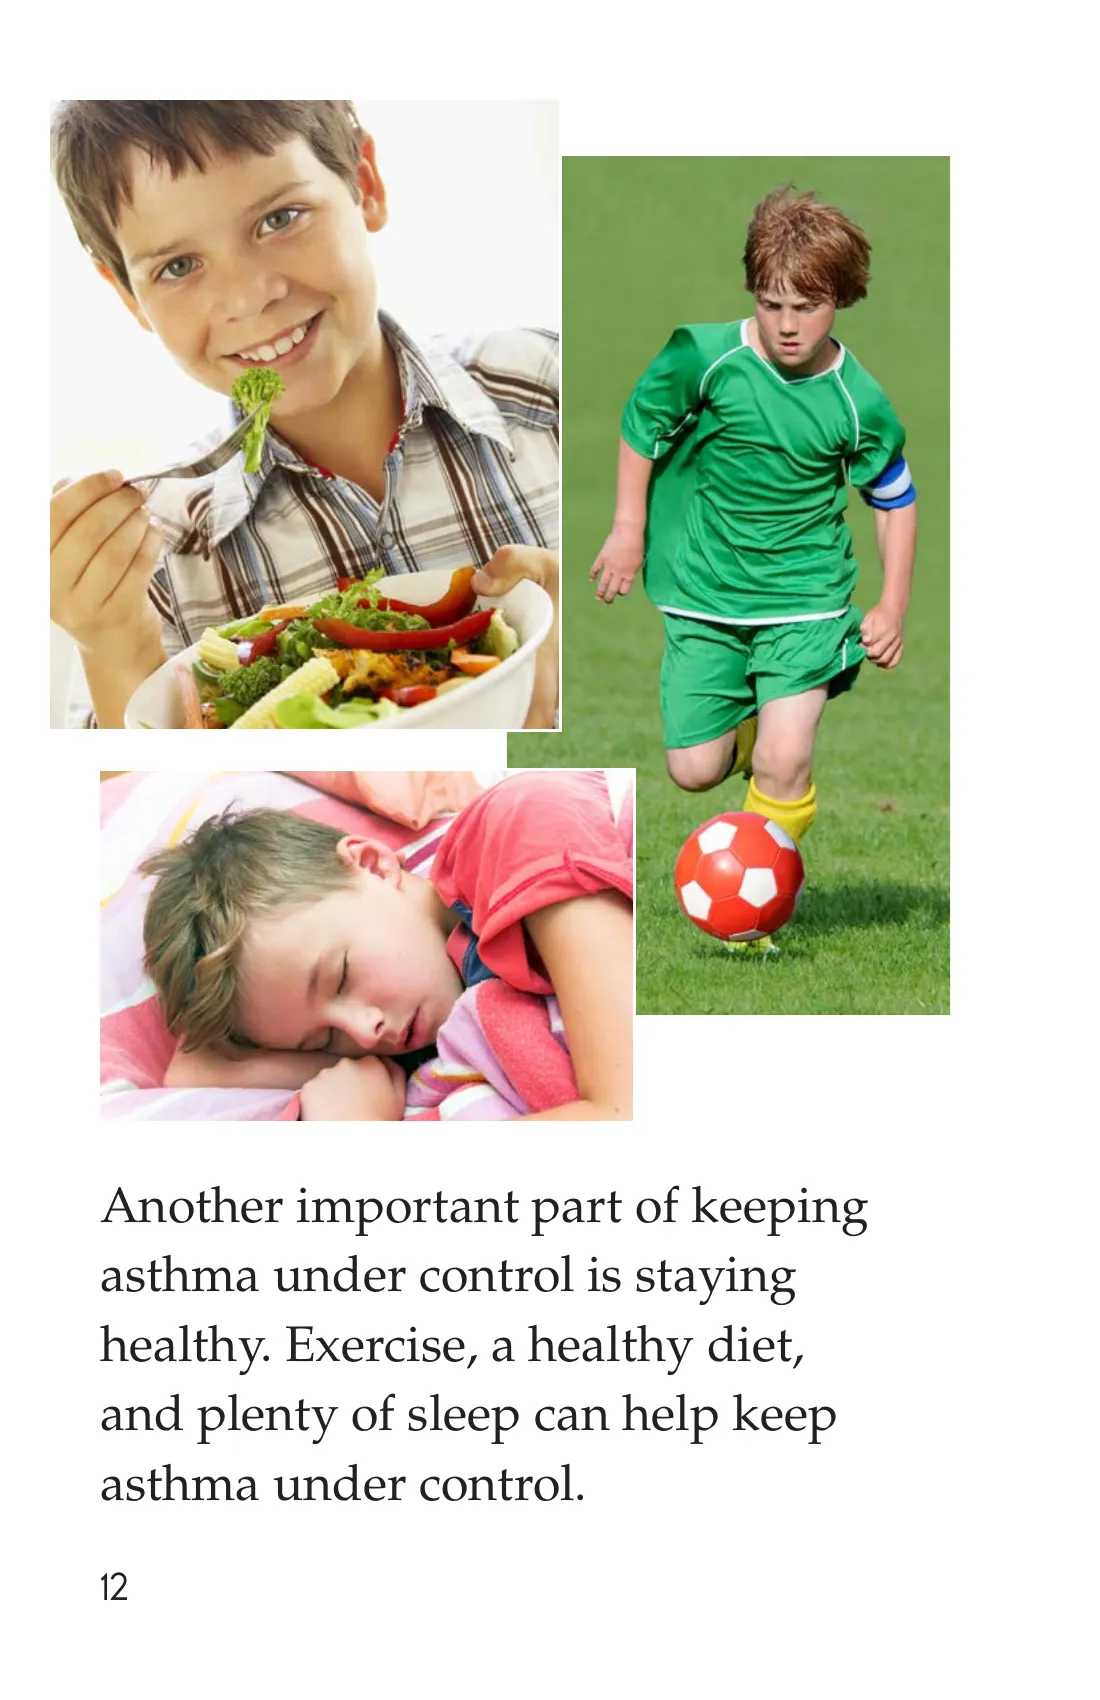 Another important part of keeping
asthma under control is staying
healthy. Exercise, a healthy diet,
and plenty of sleep can help keep
asthma under control.
12